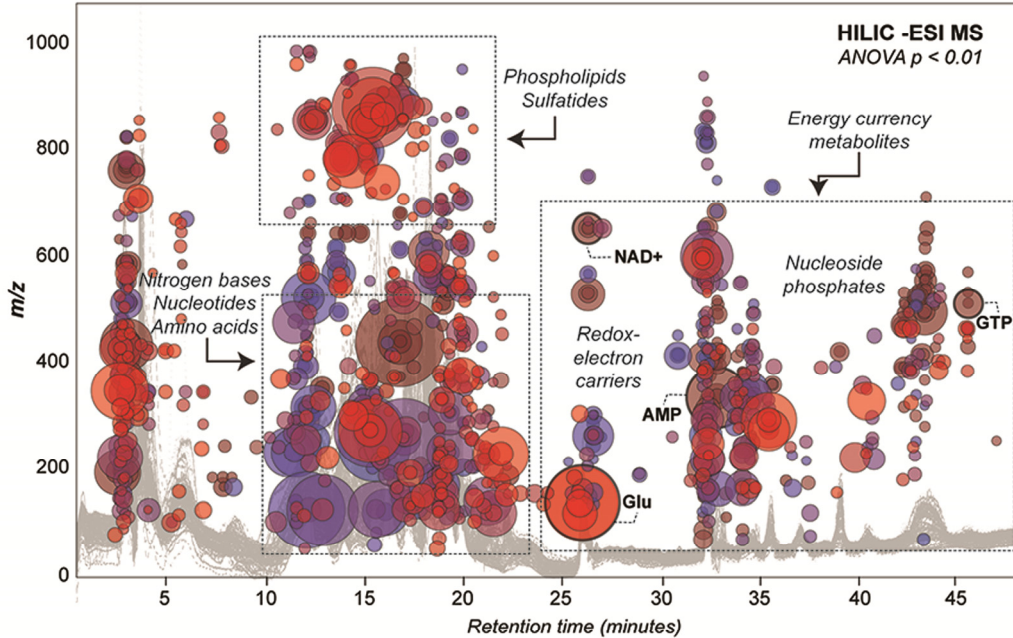 HILIC -ESI MS
ANOVA p < 0.01
Phospholipids
Sulfatides
Energy currency
metabolites
Nitrogen bases
Nucleotides
Amino acids
NAD+
Nucleoside
phosphates
Redox-
electron
carriers
GTP
AMP
Glu
m/z
1000
800
600
400
200
0
5
10
15
20
25
30
35
40
45
Retention time (minutes)